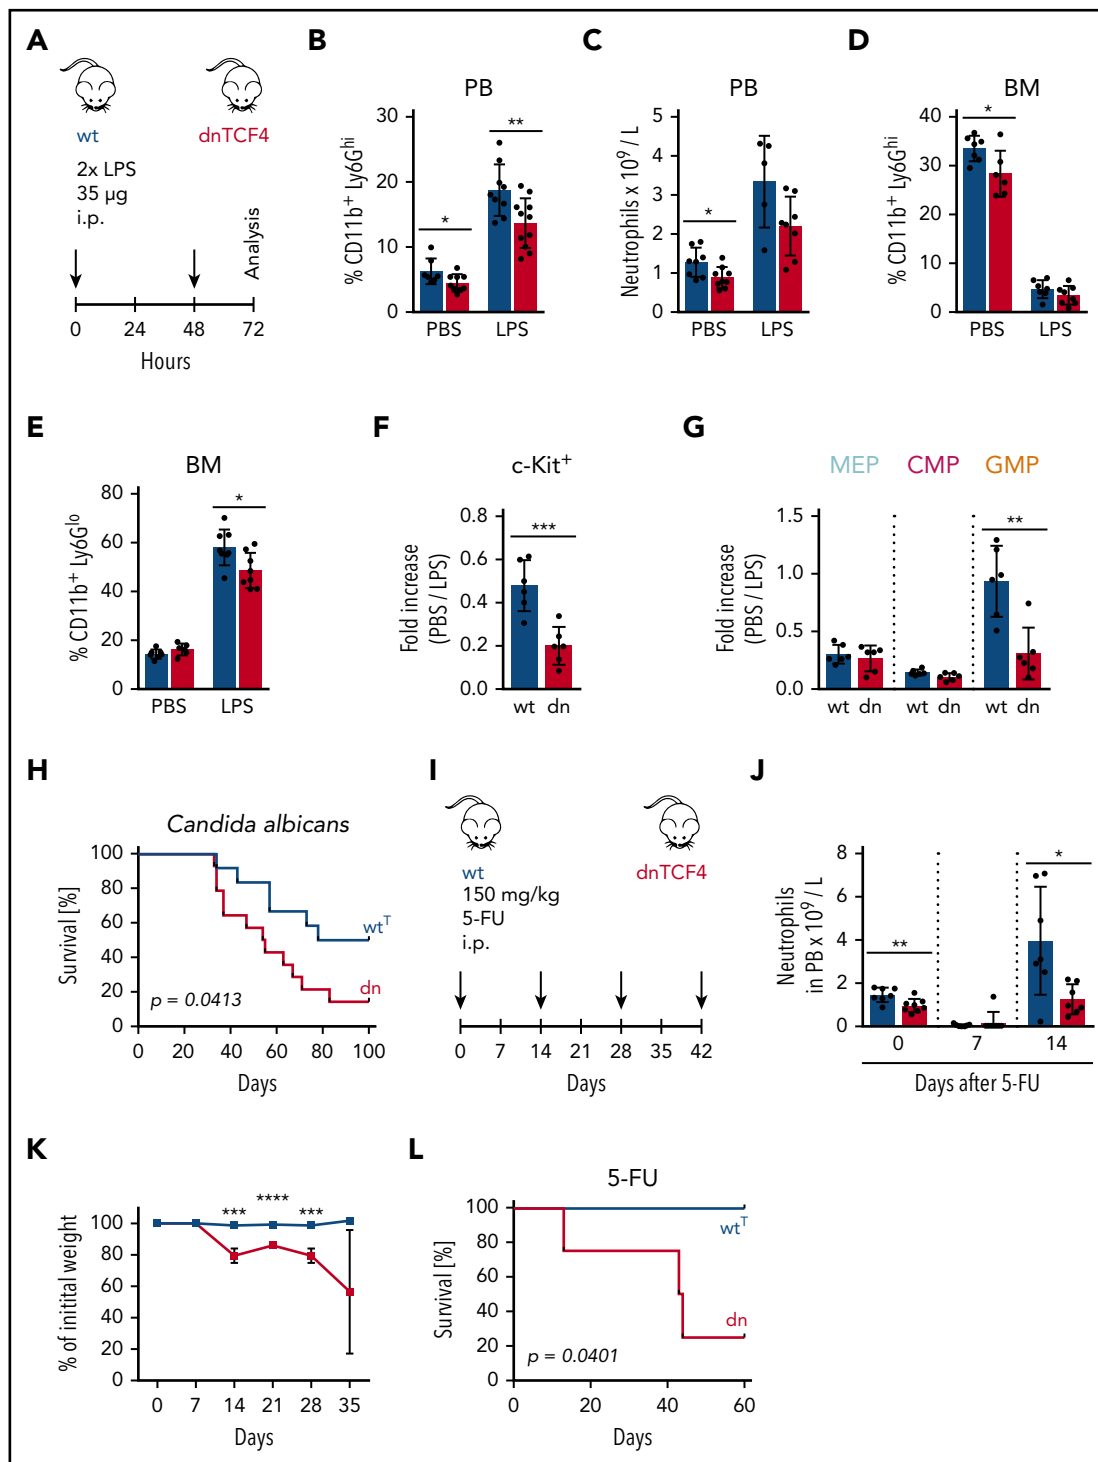 A
wt
dnTCF4
2x LPS
35 µg
i.p.
Analysis
0 24 48 72
Hours
B
PB
% CD11b+ Ly6Ghi
30
20
10
0
*
**
PBS LPS
C
PB
Neutrophils x 10⁹ / L
5
4
3
2
1
0
*
PBS LPS
D
BM
% CD11b+ Ly6Ghi
40
30
20
10
0
*
PBS LPS
E
BM
% CD11b+ Ly6Glo
80
60
40
20
0
*
PBS LPS
F
c-Kit+
Fold increase
(PBS / LPS)
0.8
0.6
0.4
0.2
0.0
***
wt dn
G
MEP CMP GMP
Fold increase
(PBS / LPS)
1.5
1.0
0.5
0.0
**
wt dn wt dn wt dn
H
Candida albicans
Survival [%]
100
80
60
40
20
0
wtT
dn
p = 0.0413
0 20 40 60 80 100
Days
I
wt
dnTCF4
150 mg/kg
5-FU
i.p.
0 7 14 21 28 35 42
Days
J
Neutrophils
in PB x 10⁹ / L
8
6
4
2
0
**
*
0 7 14
Days after 5-FU
K
% of initital weight
100
80
60
40
20
0
*** **** ***
0 7 14 21 28 35
Days
L
5-FU
Survival [%]
100
80
60
40
20
0
wtT
dn
p = 0.0401
0 20 40 60
Days